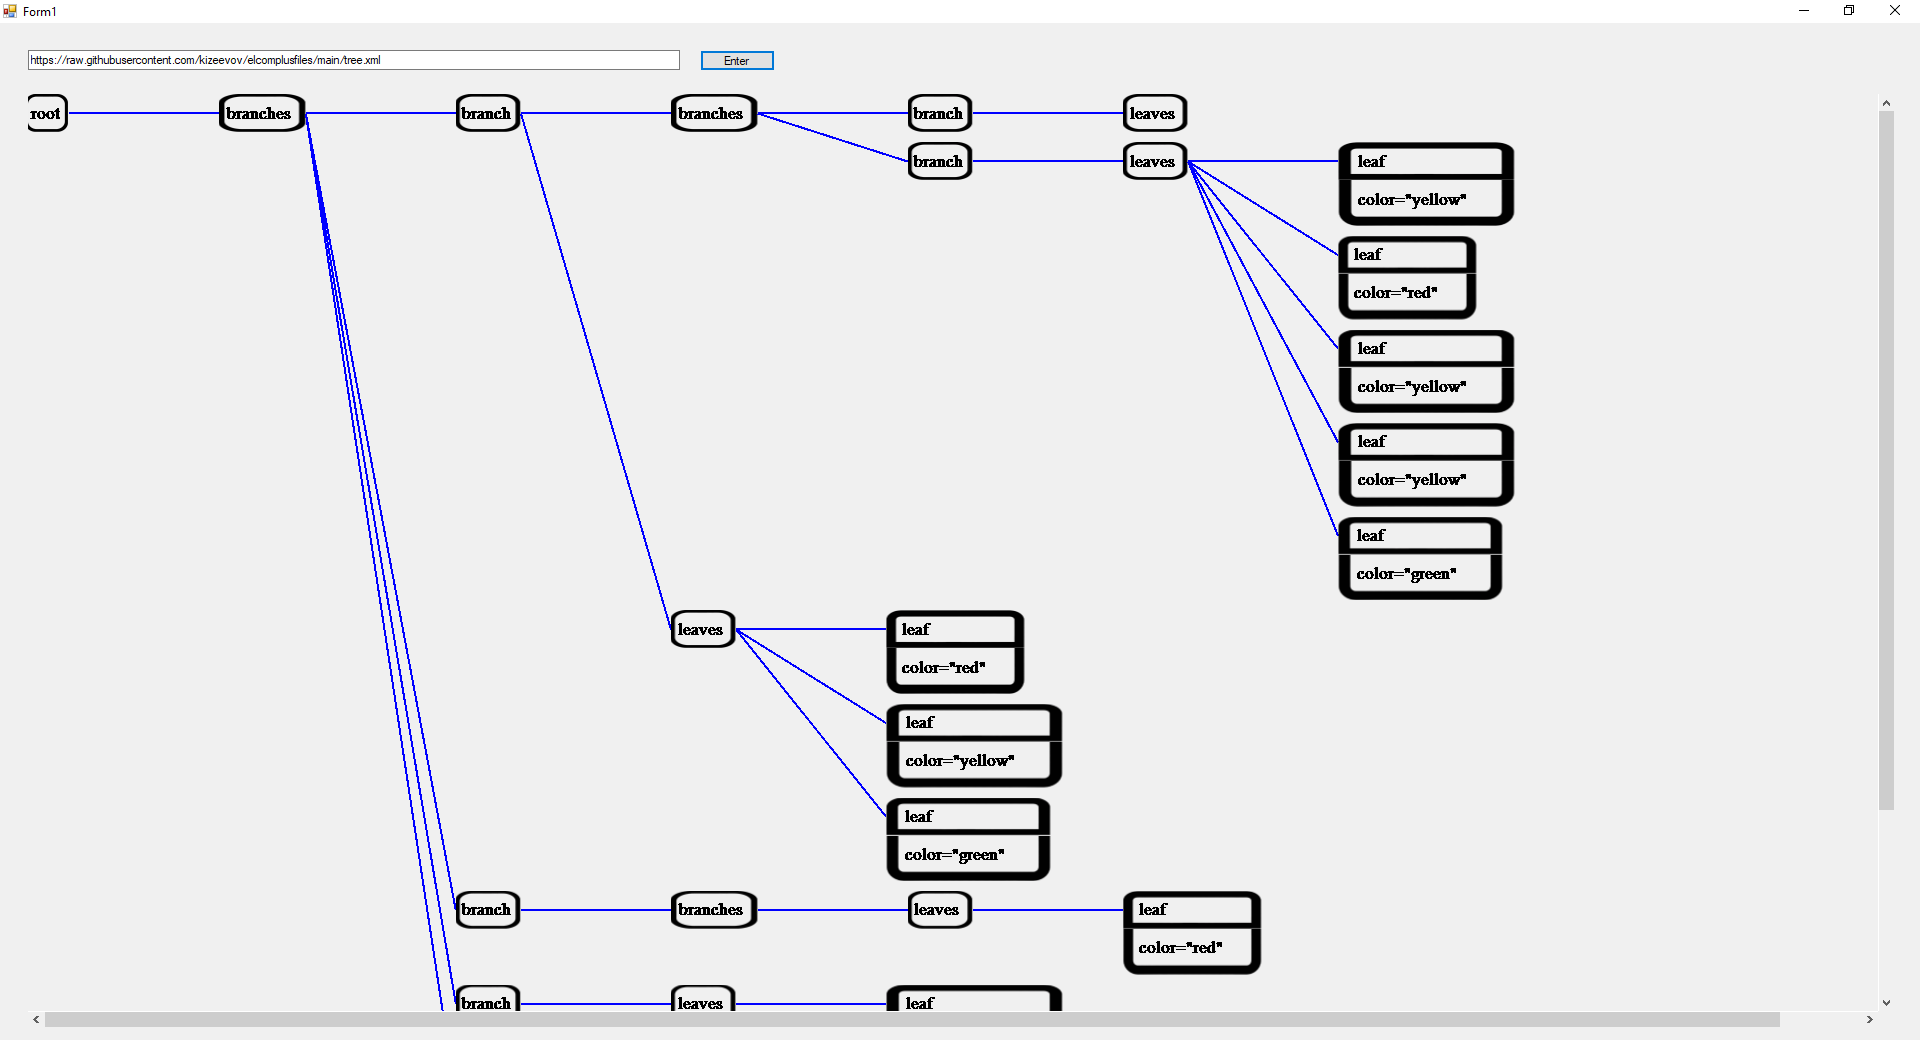 Form1
https://raw.githubusercontent.com/kizeevov/elcomplusfiles/main/tree.xml
Enter
root
branches
branch
branches
branch
leaves
branch
leaves
leaf
color="yellow"
leaf
color="red"
leaf
color="yellow"
leaf
color="yellow"
leaf
color="green"
leaves
leaf
color="red"
leaf
color="yellow"
leaf
color="green"
branch
branches
leaves
leaf
color="red"
branch
leaves
leaf